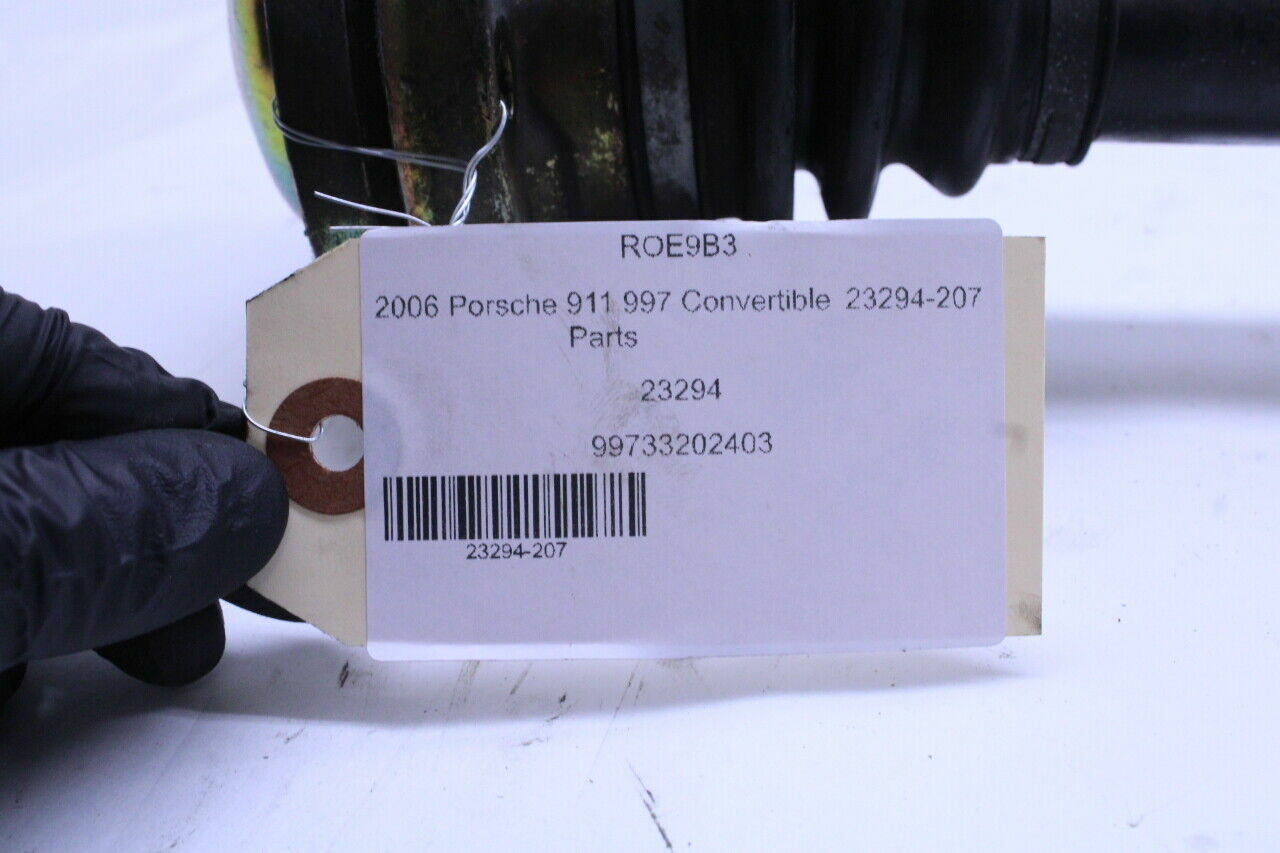 ROE9B3
2006 Porsche 911 997 Convertible 23294-207
Parts
23294
99733202403
23294-207